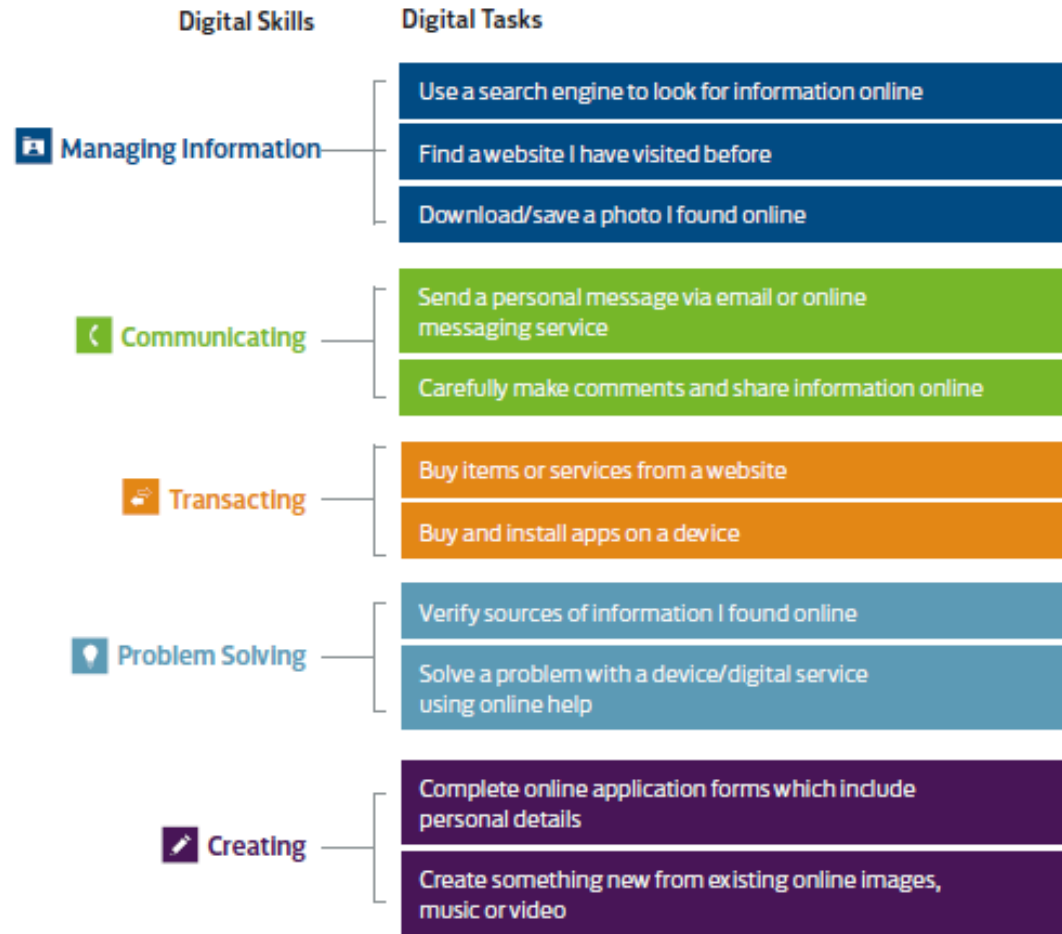 Digital Skills
Digital Tasks
Managing Information
Use a search engine to look for information online
Find a website I have visited before
Download/save a photo I found online
Communicating
Send a personal message via email or online
messaging service
Carefully make comments and share information online
Transacting
Buy items or services from a website
Buy and install apps on a device
Problem Solving
Verify sources of information I found online
Solve a problem with a device/digital service
using online help
Creating
Complete online application forms which include
personal details
Create something new from existing online images,
music or video